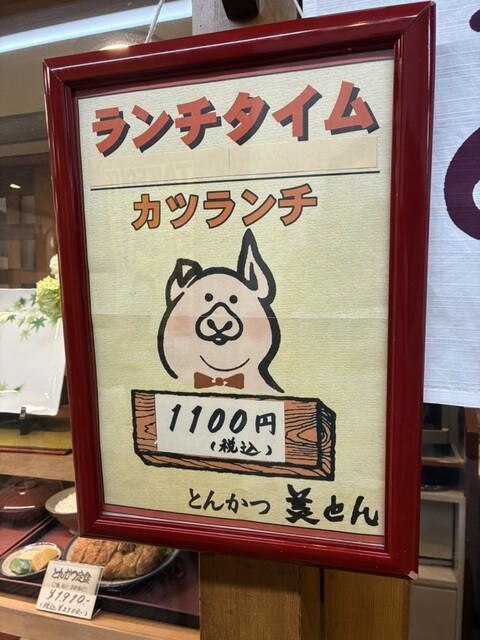 ランチタイム
カツランチ
1100円
(税込)
とんかつ 美とん
とんかつ定食
¥1910-